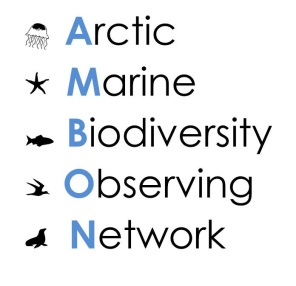 Arctic
Marine
Biodiversity
Observing
Network